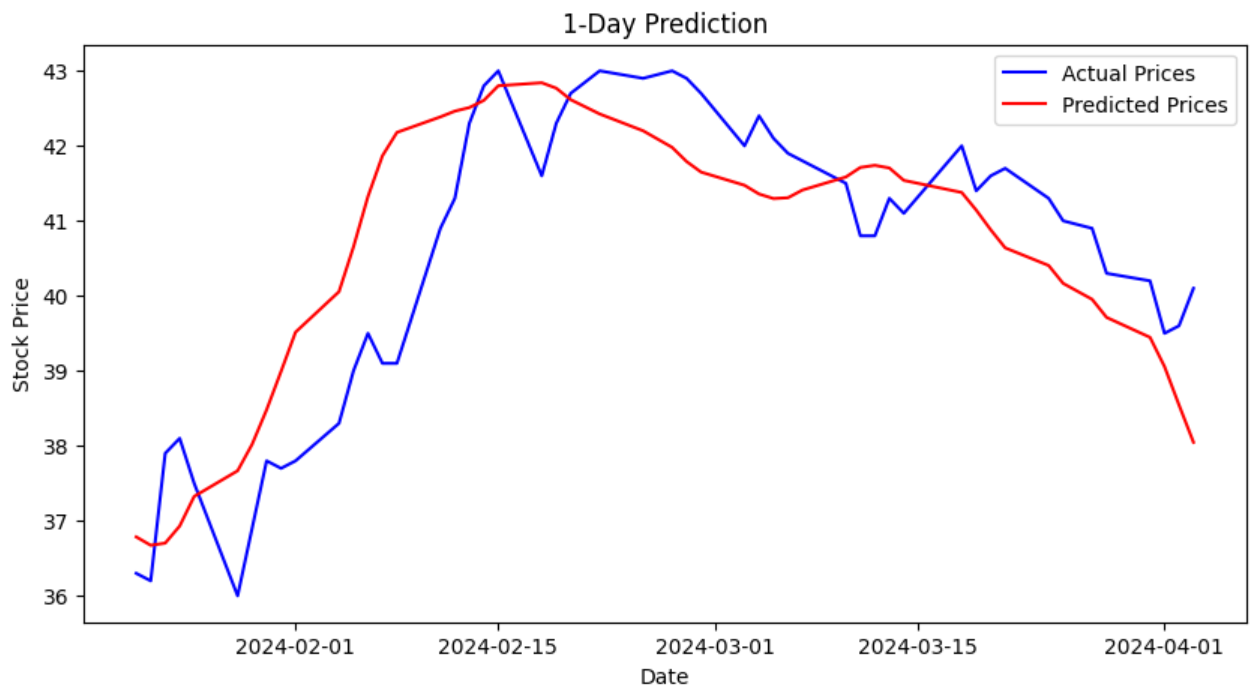 1-Day Prediction
Actual Prices
Predicted Prices
43
42
41
40
39
38
37
36
Stock Price
2024-02-01
2024-02-15
2024-03-01
2024-03-15
2024-04-01
Date